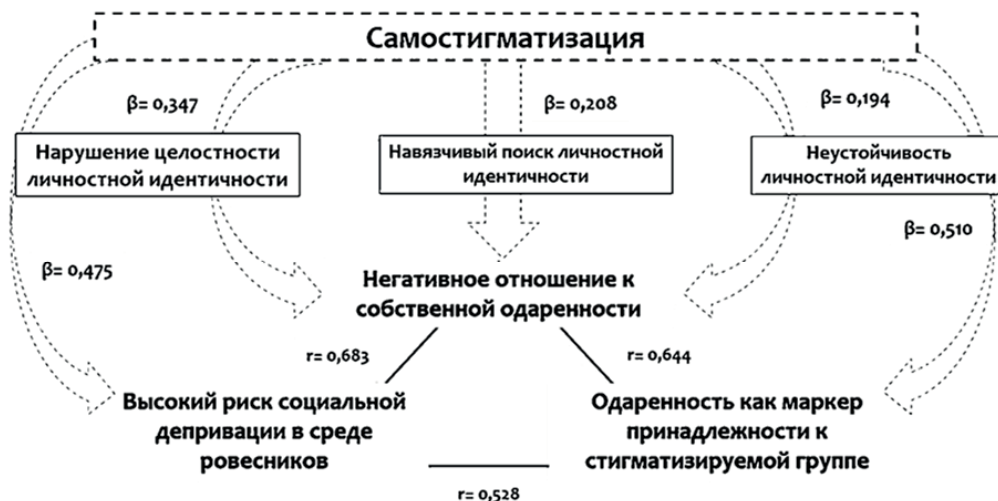 Самостигматизация
β= 0,347
β= 0,208
β= 0,194
Нарушение целостности
личностной идентичности
Навязчивый поиск личностной
идентичности
Неустойчивость
личностной идентичности
β= 0,510
β= 0,475
Негативное отношение к
собственной одаренности
r= 0,683
r= 0,644
Высокий риск социальной
депривации в среде
ровесников
Одаренность как маркер
принадлежности к
стигматизируемой группе
r= 0,528